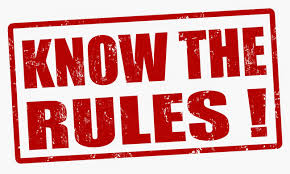 KNOW THE
RULES !